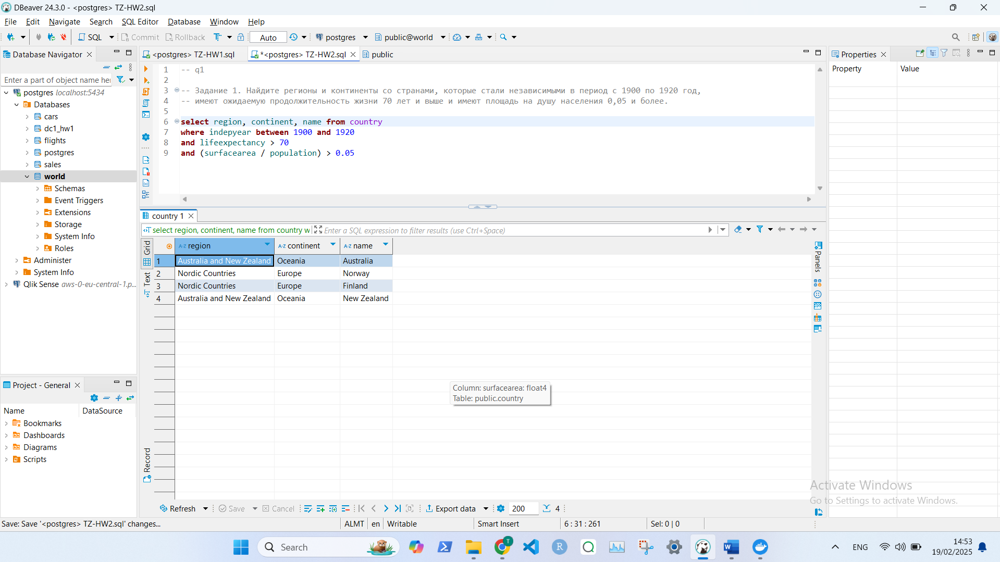 DBeaver 24.3.0 - <postgres> TZ-HW2.sql
File Edit Navigate Search SQL Editor Database Window Help
SQL Commit Rollback Auto postgres public@world
Database Navigator
<postgres> TZ-HW1.sql *<postgres> TZ-HW2.sql public
Properties
Enter a part of object name her
Property Value
postgres localhost:5434
Databases
cars
dc1_hw1
flights
postgres
sales
world
Schemas
Event Triggers
Extensions
Storage
System Info
Roles
Administer
System Info
Qlik Sense aws-0-eu-central-1.p...
1 -- q1
2
3 -- Задание 1. Найдите регионы и континенты со странами, которые стали независимыми в период с 1900 по 1920 год,
4 -- имеют ожидаемую продолжительность жизни 70 лет и выше и имеют площадь на душу населения 0,05 и более.
5
6 select region, continent, name from country
7 where indepyear between 1900 and 1920
8 and lifeexpectancy > 70
9 and (surfacearea / population) > 0.05
country 1
select region, continent, name from country w Enter a SQL expression to filter results (use Ctrl+Space)
Grid
Text
Record
A-Z region A-Z continent A-Z name
1 Australia and New Zealand Oceania Australia
2 Nordic Countries Europe Norway
3 Nordic Countries Europe Finland
4 Australia and New Zealand Oceania New Zealand
Panels
Column: surfacearea: float4
Table: public.country
Project - General
Name DataSource
Bookmarks
Dashboards
Diagrams
Scripts
Activate Windows
Go to Settings to activate Windows.
Refresh Save Cancel Export data 200 4
Save: Save '<postgres> TZ-HW2.sql' changes... ALMT en Writable Smart Insert 6 : 31 : 261 Sel: 0 | 0
Search
ENG
14:53
19/02/2025